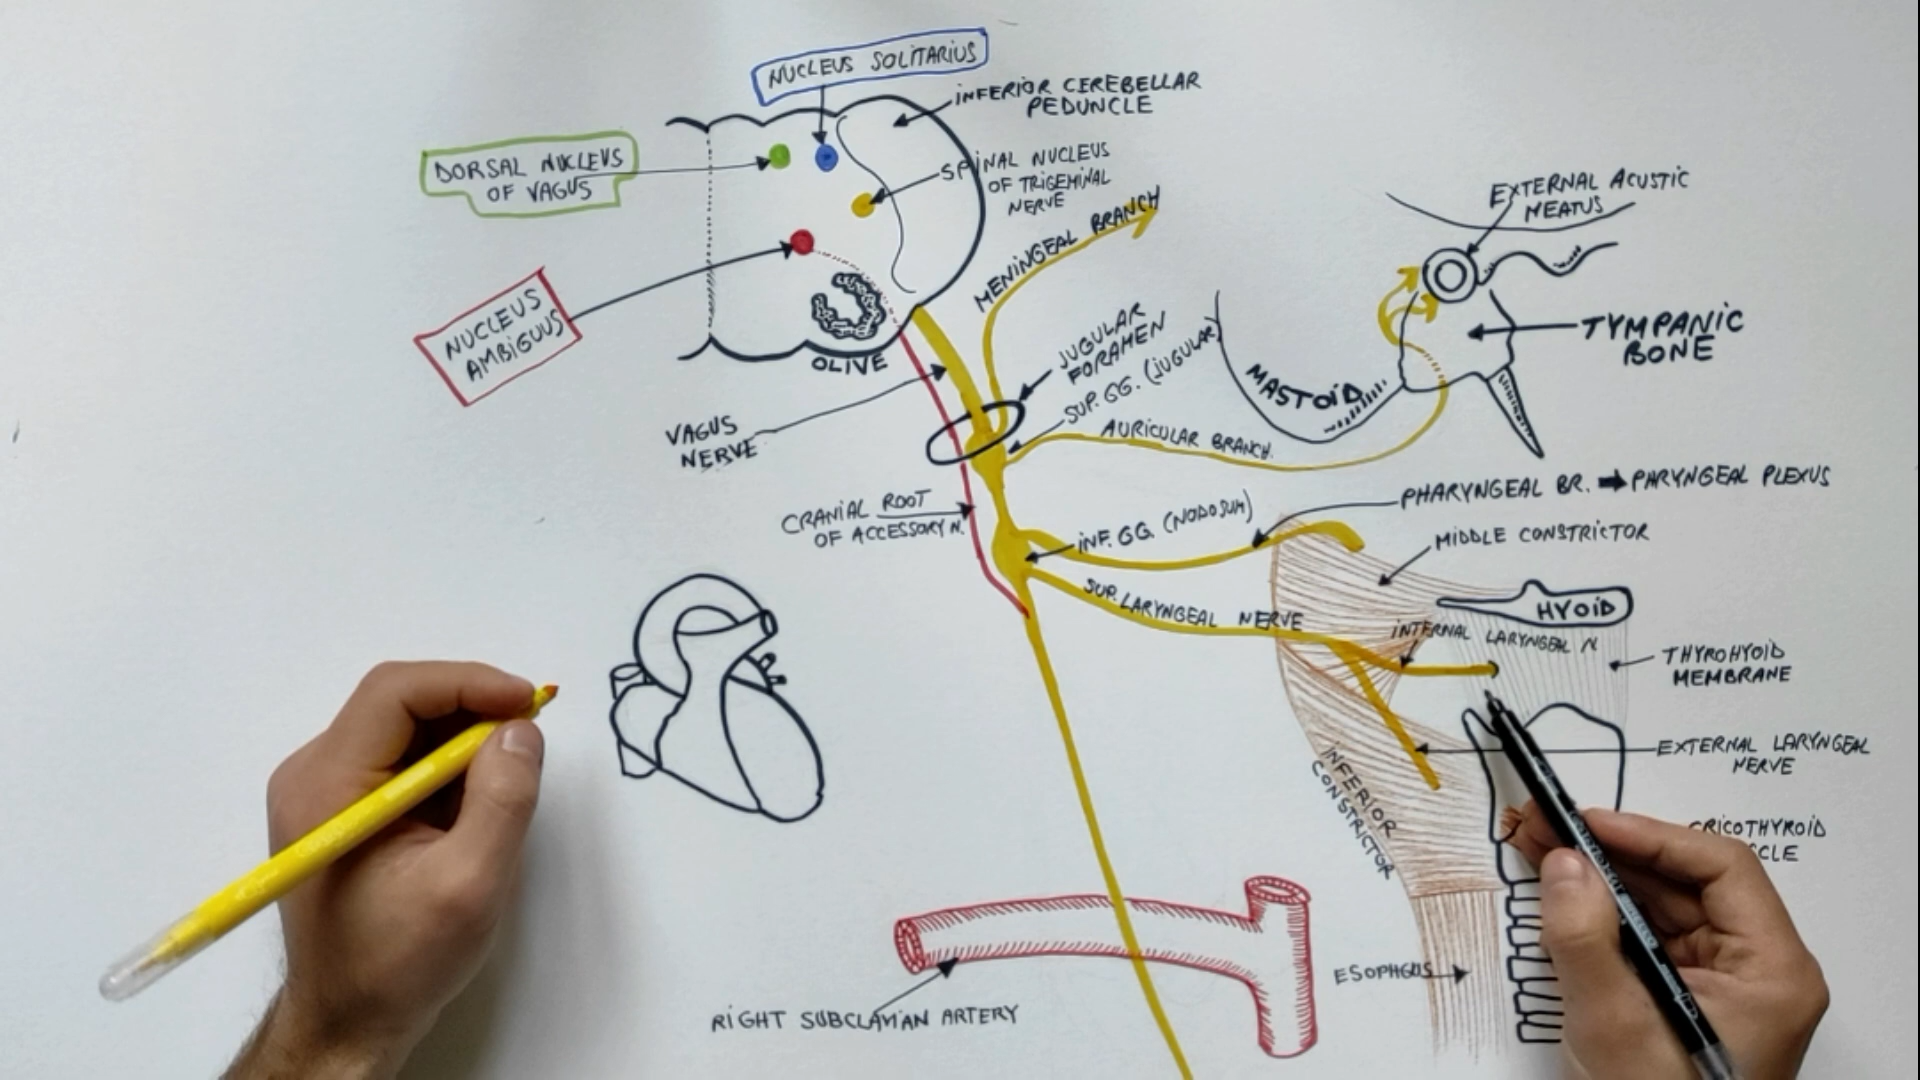 NUCLEUS SOLITARIUS
INFERIOR CEREBELLAR
PEDUNCLE
DORSAL NUCLEUS
OF VAGUS
SPINAL NUCLEUS
OF TRIGEMINAL
NERVE
EXTERNAL ACUSTIC
MEATUS
MENINGEAL BRANCH
NUCLEUS
AMBIGUUS
OLIVE
JUGULAR
FORAMEN
SUP. GG. (JUGULAR)
TYMPANIC
BONE
MASTOID
VAGUS
NERVE
AURICULAR BRANCH.
CRANIAL ROOT
OF ACCESSORY N.
PHARYNGEAL BR. ➡ PARYNGEAL PLEXUS
INF. GG. (NODOSUM)
MIDDLE CONSTRICTOR
SUP. LARYNGEAL NERVE
HYOID
INTERNAL LARYNGEAL N
THYROHYOID
MEMBRANE
EXTERNAL LARYNGEAL
NERVE
INFERIOR
CONSTRICTOR
CRICOTHYROID
CLE
ESOPHGUS
RIGHT SUBCLAVIAN ARTERY